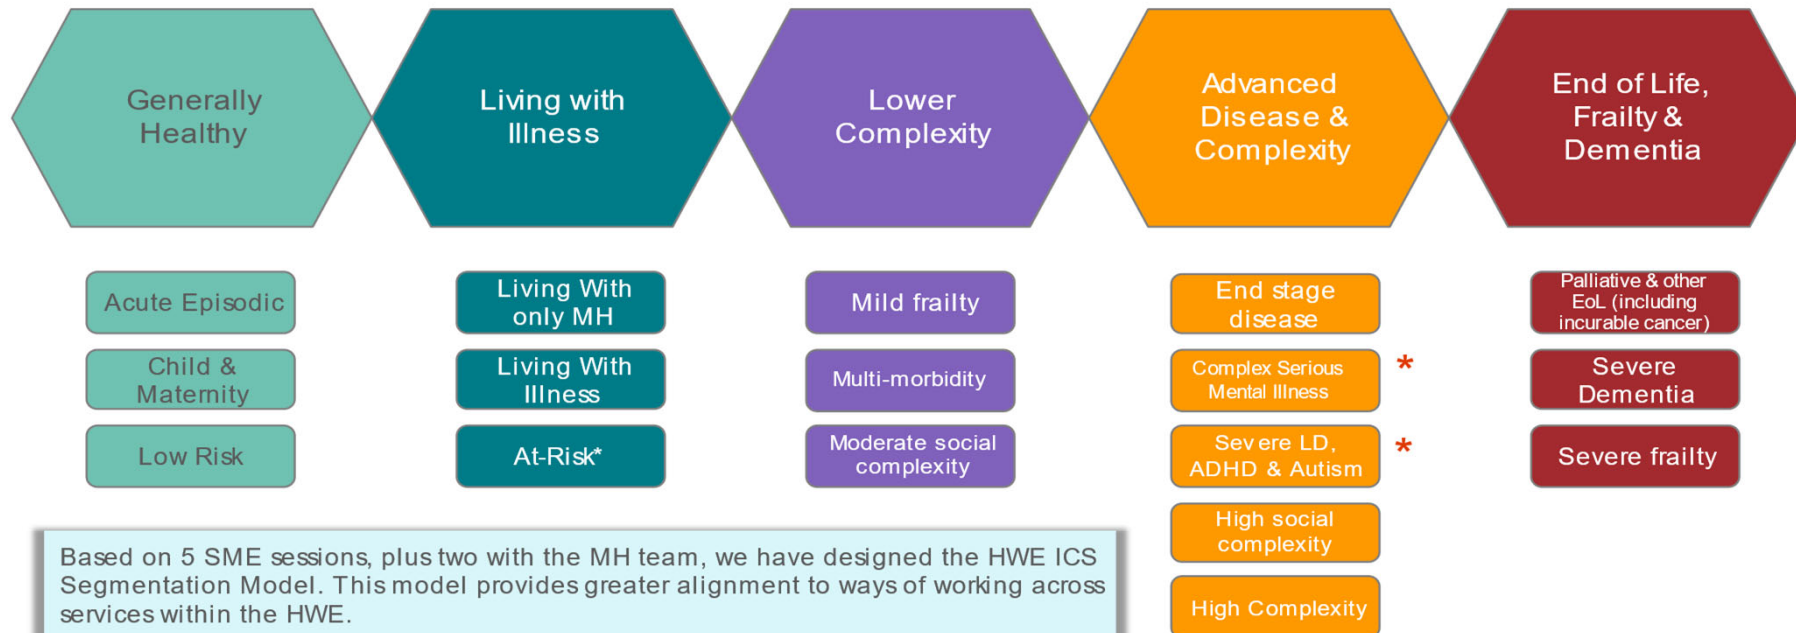 Generally
Healthy
Living with
Illness
Lower
Complexity
Advanced
Disease &
Complexity
End of Life,
Frailty &
Dementia
Acute Episodic
Child &
Maternity
Low Risk
Living With
only MH
Living With
Illness
At-Risk*
Mild frailty
Multi-morbidity
Moderate social
complexity
End stage
disease
Complex Serious
Mental Illness
*
Severe LD,
ADHD & Autism
*
High social
complexity
High Complexity
Palliative & other
EoL (including
incurable cancer)
Severe
Dementia
Severe frailty
Based on 5 SME sessions, plus two with the MH team, we have designed the HWE ICS
Segmentation Model. This model provides greater alignment to ways of working across
services within the HWE.